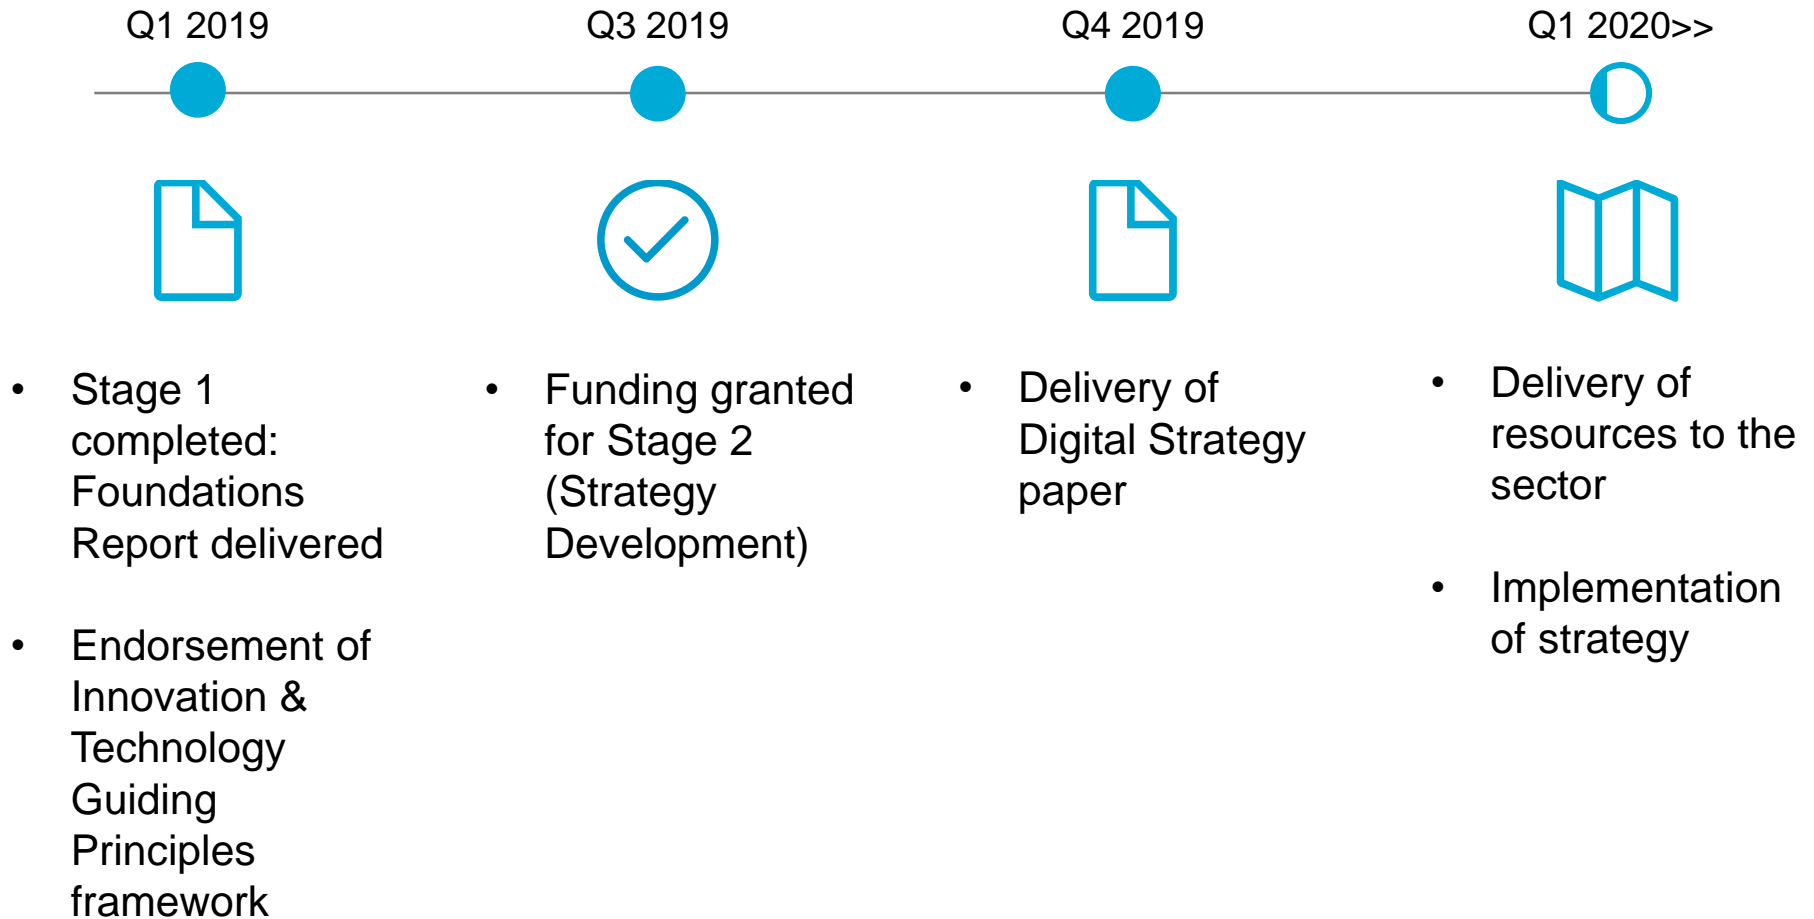 Q1 2019
Q3 2019
Q4 2019
Q1 2020>>
• Stage 1
completed:
Foundations
Report delivered
• Endorsement of
Innovation &
Technology
Guiding
Principles
framework
• Funding granted
for Stage 2
(Strategy
Development)
• Delivery of
Digital Strategy
paper
• Delivery of
resources to the
sector
• Implementation
of strategy